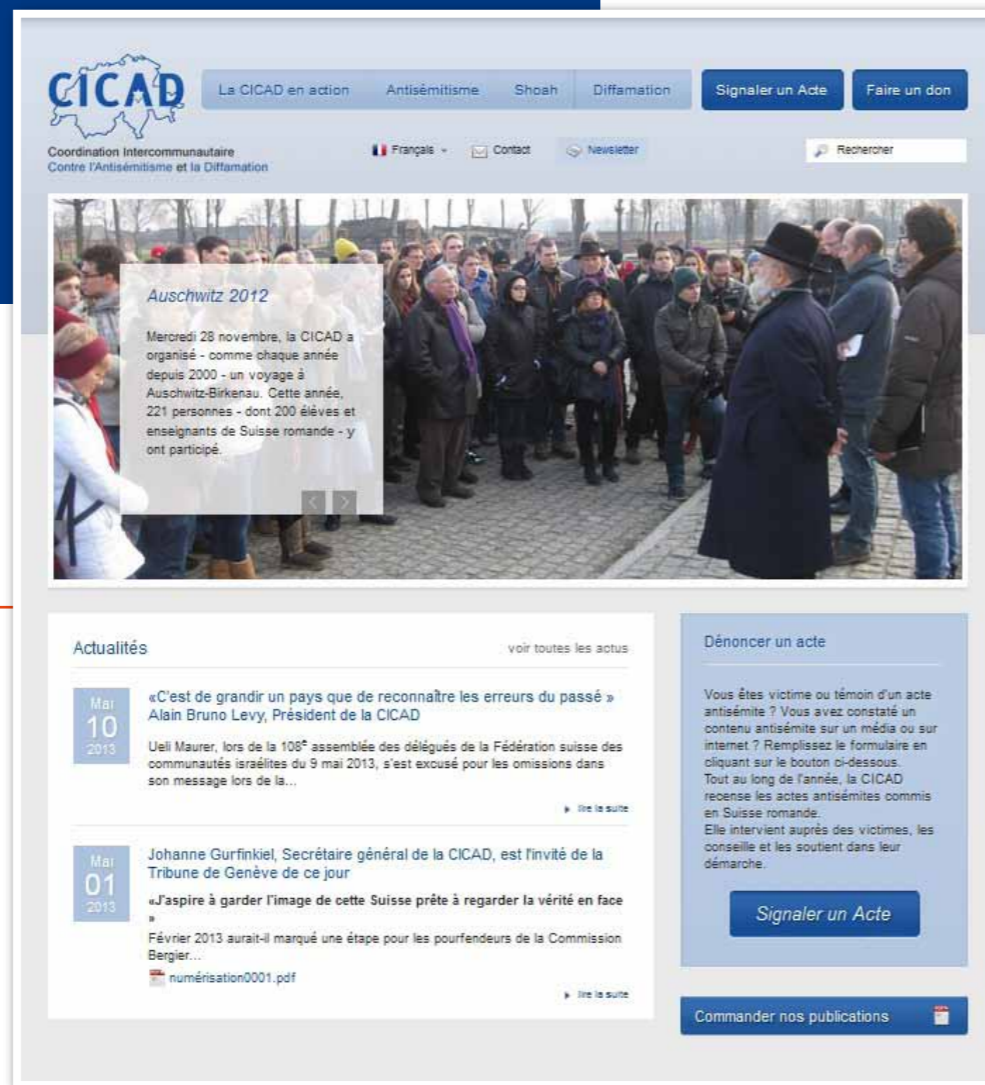 CICAD
Coordination Intercommunautaire
Contre l'Antisémitisme et la Diffamation
La CICAD en action
Antisémitisme
Shoah
Diffamation
Signaler un Acte
Faire un don
Français
Contact
Newsletter
Rechercher
Auschwitz 2012
Mercredi 28 novembre, la CICAD a
organisé - comme chaque année
depuis 2000 - un voyage à
Auschwitz-Birkenau. Cette année,
221 personnes - dont 200 élèves et
enseignants de Suisse romande - y
ont participé.
Actualités
voir toutes les actus
Mai
10
2013
«C'est de grandir un pays que de reconnaître les erreurs du passé »
Alain Bruno Levy, Président de la CICAD
Ueli Maurer, lors de la 108e assemblée des délégués de la Fédération suisse des
communautés israélites du 9 mai 2013, s'est excusé pour les omissions dans
son message lors de la...
lire la suite
Mai
01
2013
Johanne Gurfinkiel, Secrétaire général de la CICAD, est l'invité de la
Tribune de Genève de ce jour
«J'aspire à garder l'image de cette Suisse prête à regarder la vérité en face
»
Février 2013 aurait-il marqué une étape pour les pourfendeurs de la Commission
Bergier...
numérisation0001.pdf
lire la suite
Dénoncer un acte
Vous êtes victime ou témoin d'un acte
antisémite ? Vous avez constaté un
contenu antisémite sur un média ou sur
internet ? Remplissez le formulaire en
cliquant sur le bouton ci-dessous.
Tout au long de l'année, la CICAD
recense les actes antisémites commis
en Suisse romande.
Elle intervient auprès des victimes, les
conseille et les soutient dans leur
démarche.
Signaler un Acte
Commander nos publications